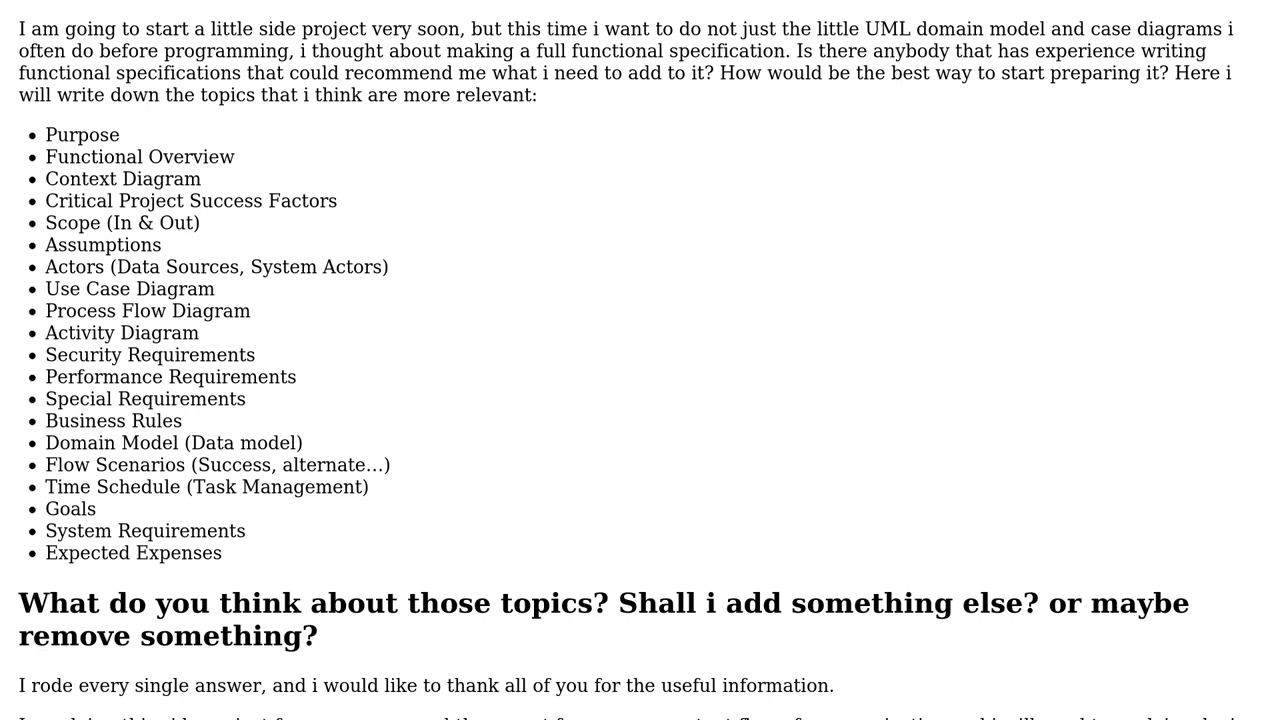 I am going to start a little side project very soon, but this time i want to do not just the little UML domain model and case diagrams i
often do before programming, i thought about making a full functional specification. Is there anybody that has experience writing
functional specifications that could recommend me what i need to add to it? How would be the best way to start preparing it? Here i
will write down the topics that i think are more relevant:
• Purpose
• Functional Overview
• Context Diagram
• Critical Project Success Factors
• Scope (In & Out)
• Assumptions
• Actors (Data Sources, System Actors)
• Use Case Diagram
• Process Flow Diagram
• Activity Diagram
• Security Requirements
• Performance Requirements
• Special Requirements
• Business Rules
• Domain Model (Data model)
• Flow Scenarios (Success, alternate…)
• Time Schedule (Task Management)
• Goals
• System Requirements
• Expected Expenses
What do you think about those topics? Shall i add something else? or maybe
remove something?
I rode every single answer, and i would like to thank all of you for the useful information.